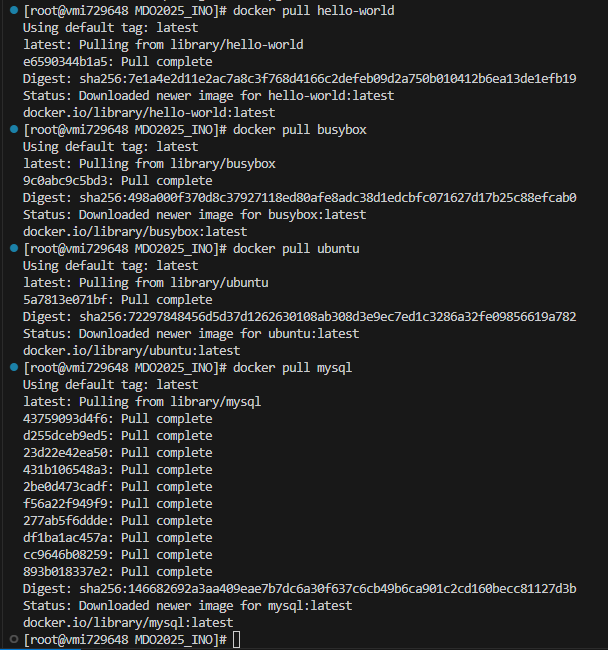 [root@vmi729648 MDO2025_INO]# docker pull hello-world
Using default tag: latest
latest: Pulling from library/hello-world
e6590344b1a5: Pull complete
Digest: sha256:7e1a4e2d11e2ac7a8c3f768d4166c2defeb09d2a750b010412b6ea13de1efb19
Status: Downloaded newer image for hello-world:latest
docker.io/library/hello-world:latest
[root@vmi729648 MDO2025_INO]# docker pull busybox
Using default tag: latest
latest: Pulling from library/busybox
9c0abc9c5bd3: Pull complete
Digest: sha256:498a000f370d8c37927118ed80afe8adc38d1edcbfc071627d17b25c88efcab0
Status: Downloaded newer image for busybox:latest
docker.io/library/busybox:latest
[root@vmi729648 MDO2025_INO]# docker pull ubuntu
Using default tag: latest
latest: Pulling from library/ubuntu
5a7813e071bf: Pull complete
Digest: sha256:72297848456d5d37d1262630108ab308d3e9ec7ed1c3286a32fe09856619a782
Status: Downloaded newer image for ubuntu:latest
docker.io/library/ubuntu:latest
[root@vmi729648 MDO2025_INO]# docker pull mysql
Using default tag: latest
latest: Pulling from library/mysql
43759093d4f6: Pull complete
d255dceb9ed5: Pull complete
23d22e42ea50: Pull complete
431b106548a3: Pull complete
2be0d473cadf: Pull complete
f56a22f949f9: Pull complete
277ab5f6ddde: Pull complete
df1ba1ac457a: Pull complete
cc9646b08259: Pull complete
893b018337e2: Pull complete
Digest: sha256:146682692a3aa409eae7b7dc6a30f637c6cb49b6ca901c2cd160becc81127d3b
Status: Downloaded newer image for mysql:latest
docker.io/library/mysql:latest
[root@vmi729648 MDO2025_INO]#